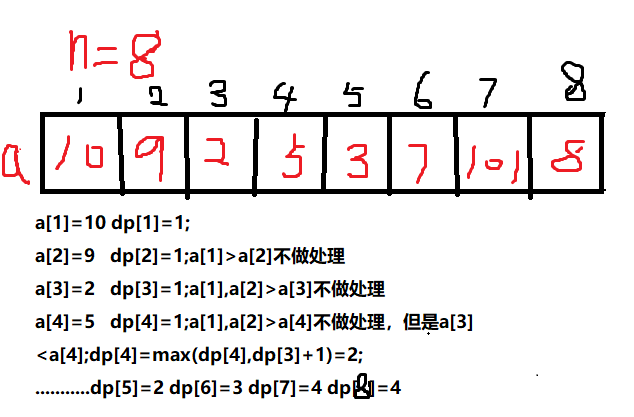 n=8
1 2 3 4 5 6 7 8
a 10 9 2 5 3 7 101 8
a[1]=10 dp[1]=1;
a[2]=9 dp[2]=1;a[1]>a[2]不做处理
a[3]=2 dp[3]=1;a[1],a[2]>a[3]不做处理
a[4]=5 dp[4]=1;a[1],a[2]>a[4]不做处理，但是a[3]
<a[4];dp[4]=max(dp[4],dp[3]+1)=2;
...........dp[5]=2 dp[6]=3 dp[7]=4 dp[8]=4